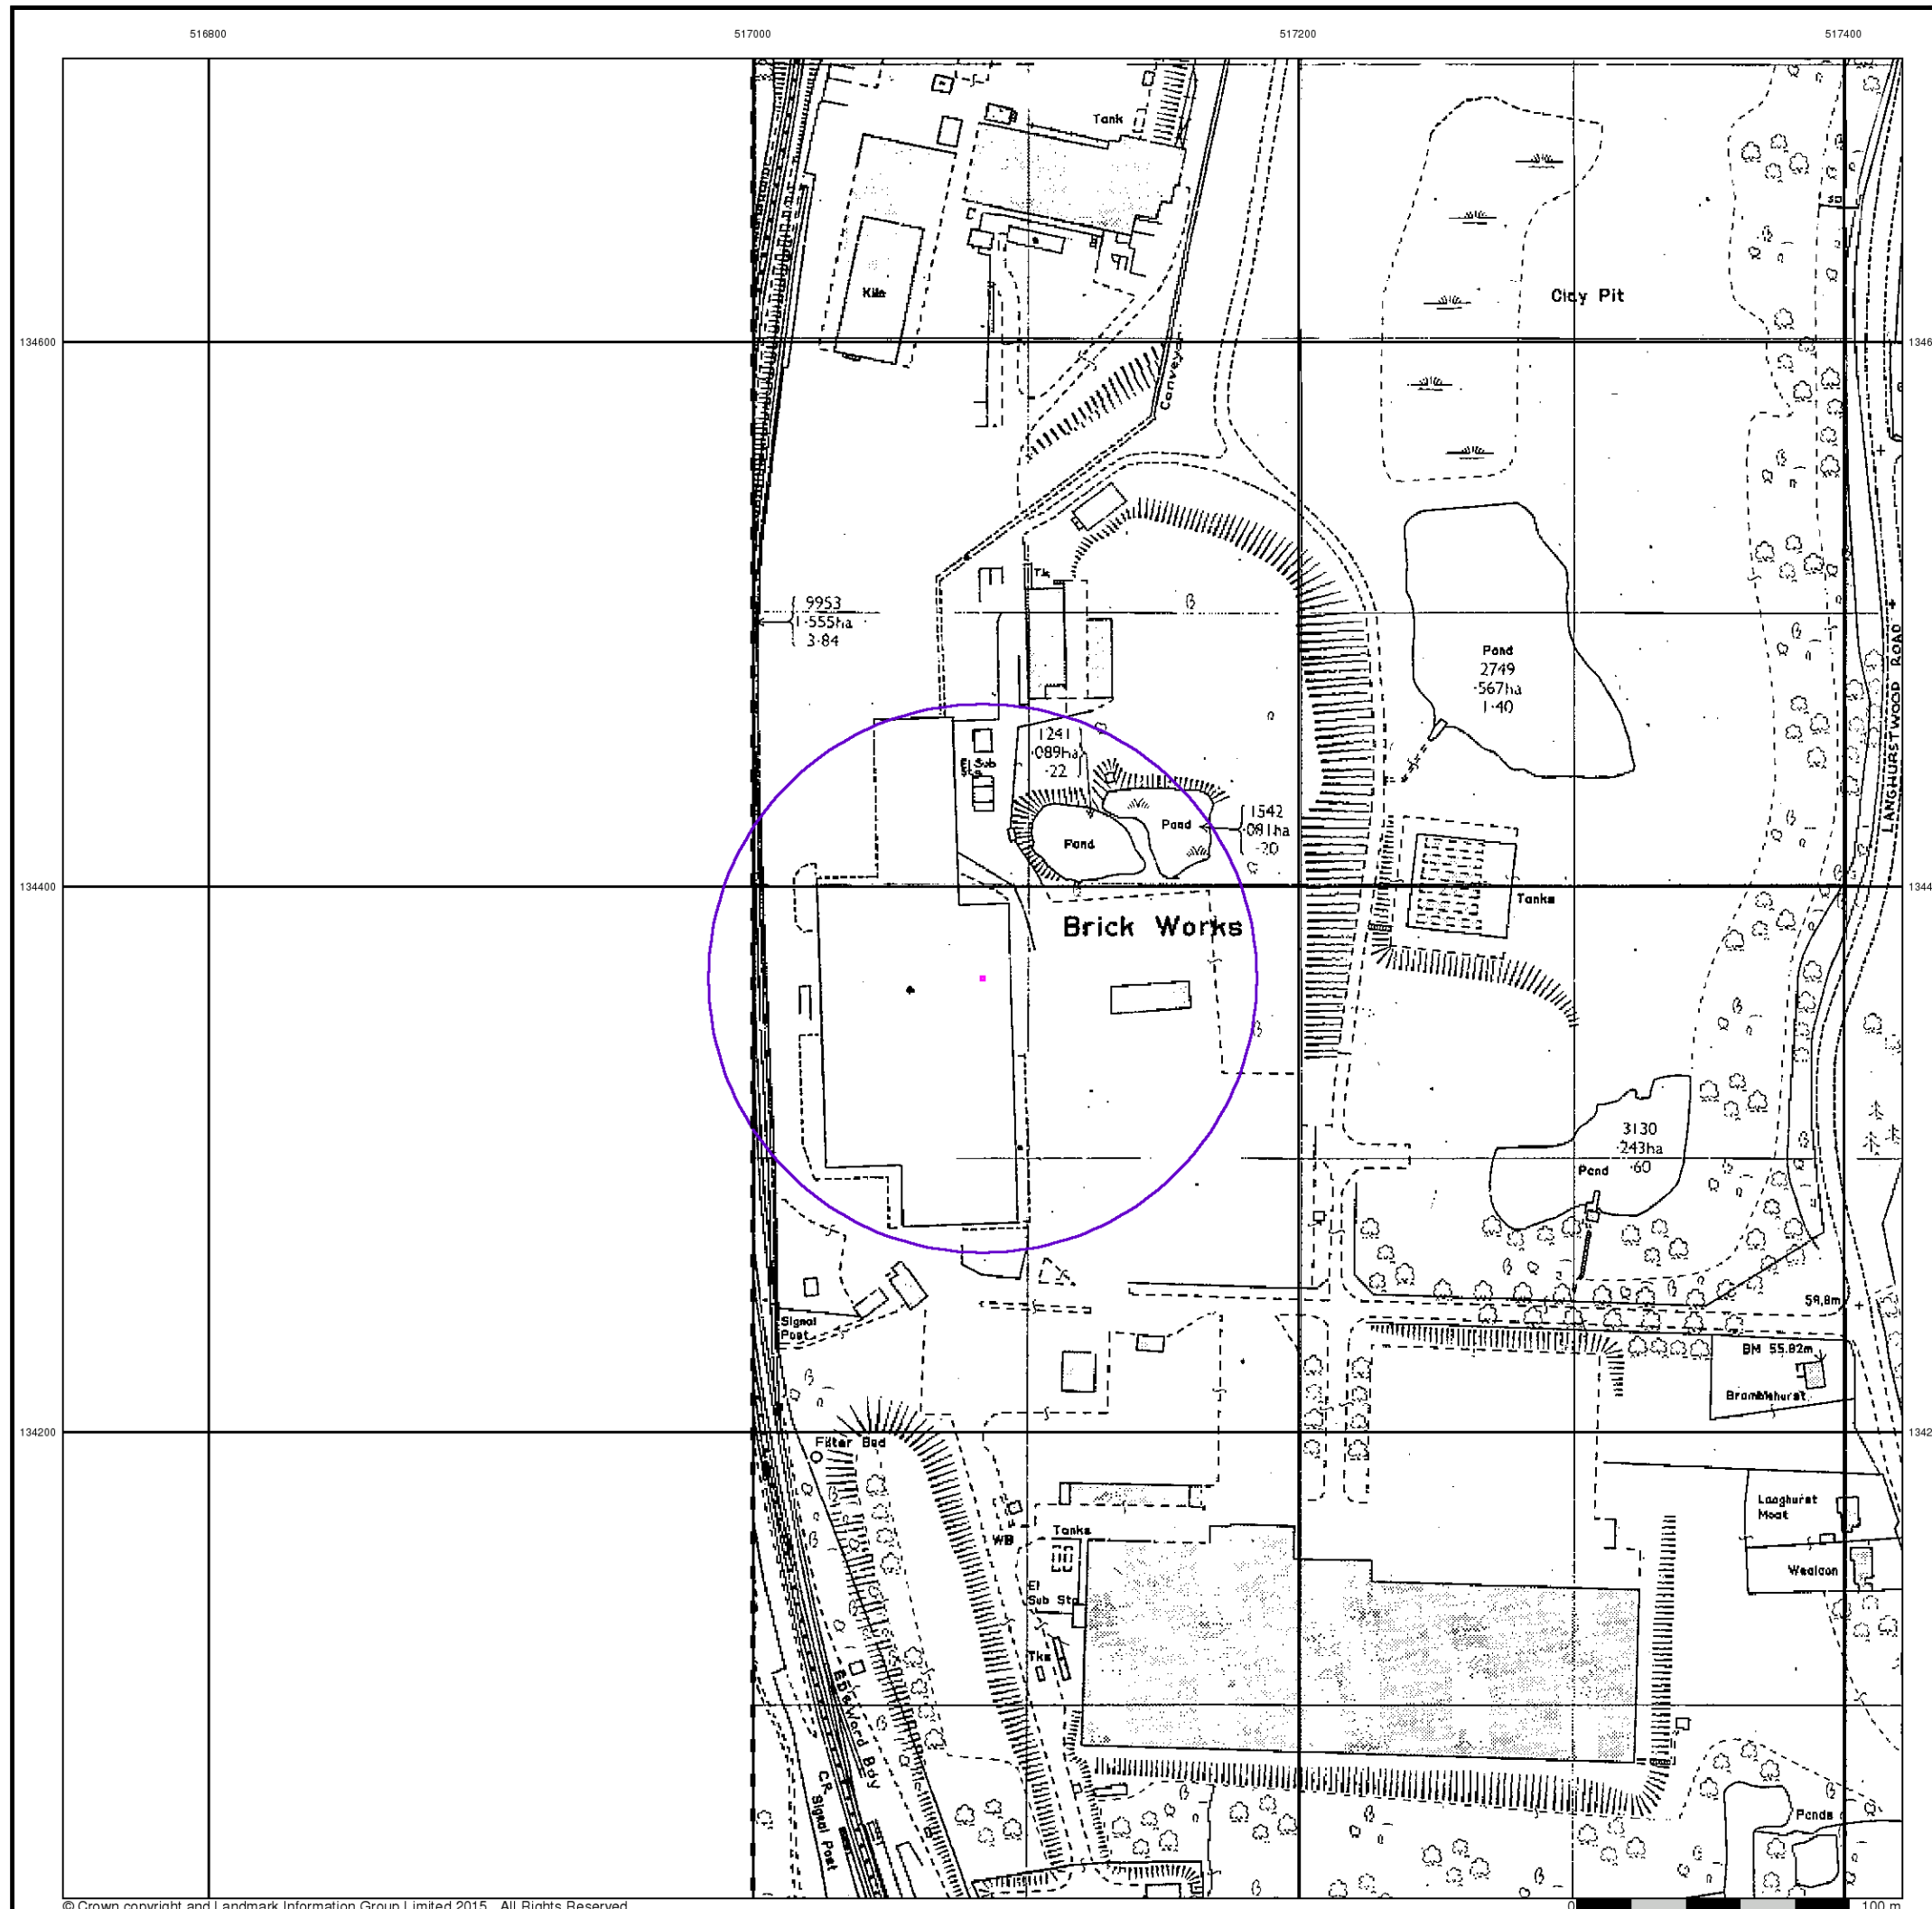 516800 517000 517200 517400
Tank
Kiln
Clay Pit
134600
Convey
Tk
9953
1·555ha
3·84
Pond
2749
·567ha
1·40
LANGHURSTWOOD ROAD
1241
·089ha
·22
El Sub
Sta
1542
·081ha
·20
Pond
Pond
134400
Tanks
Brick Works
3130
·243ha
·60
Pond
59.8m
Signal
Post
BM 55.82m
Bramblehurst
134200
Filter Bed
Langhurst
Moat
WB
Tanks
Wealdon
El
Sub Sta
Tks
CR
Signal Post
Ponds
© Crown copyright and Landmark Information Group Limited 2015. All Rights Reserved.
0 100 m